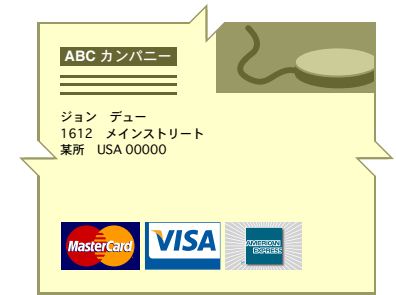 ABC カンパニー
ジョン　デュー
1612　メインストリート
某所　USA 00000
MasterCard
VISA
AMERICAN
EXPRESS